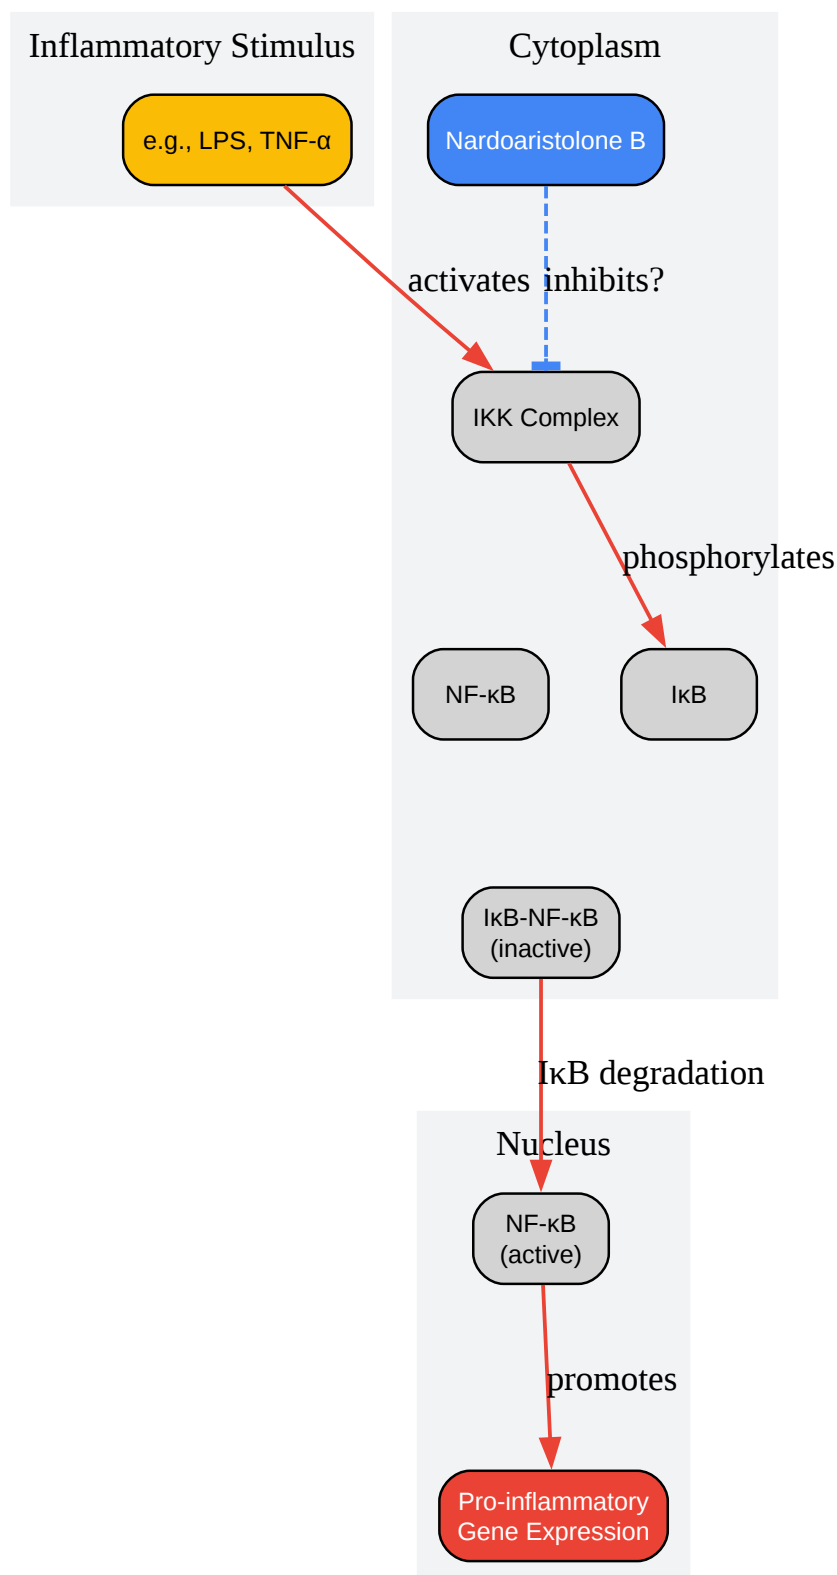 Inflammatory Stimulus
Cytoplasm
e.g., LPS, TNF-α
Nardoaristolone B
activates
inhibits?
IKK Complex
phosphorylates
NF-κB
IκB
IκB-NF-κB
(inactive)
IκB degradation
Nucleus
NF-κB
(active)
promotes
Pro-inflammatory
Gene Expression